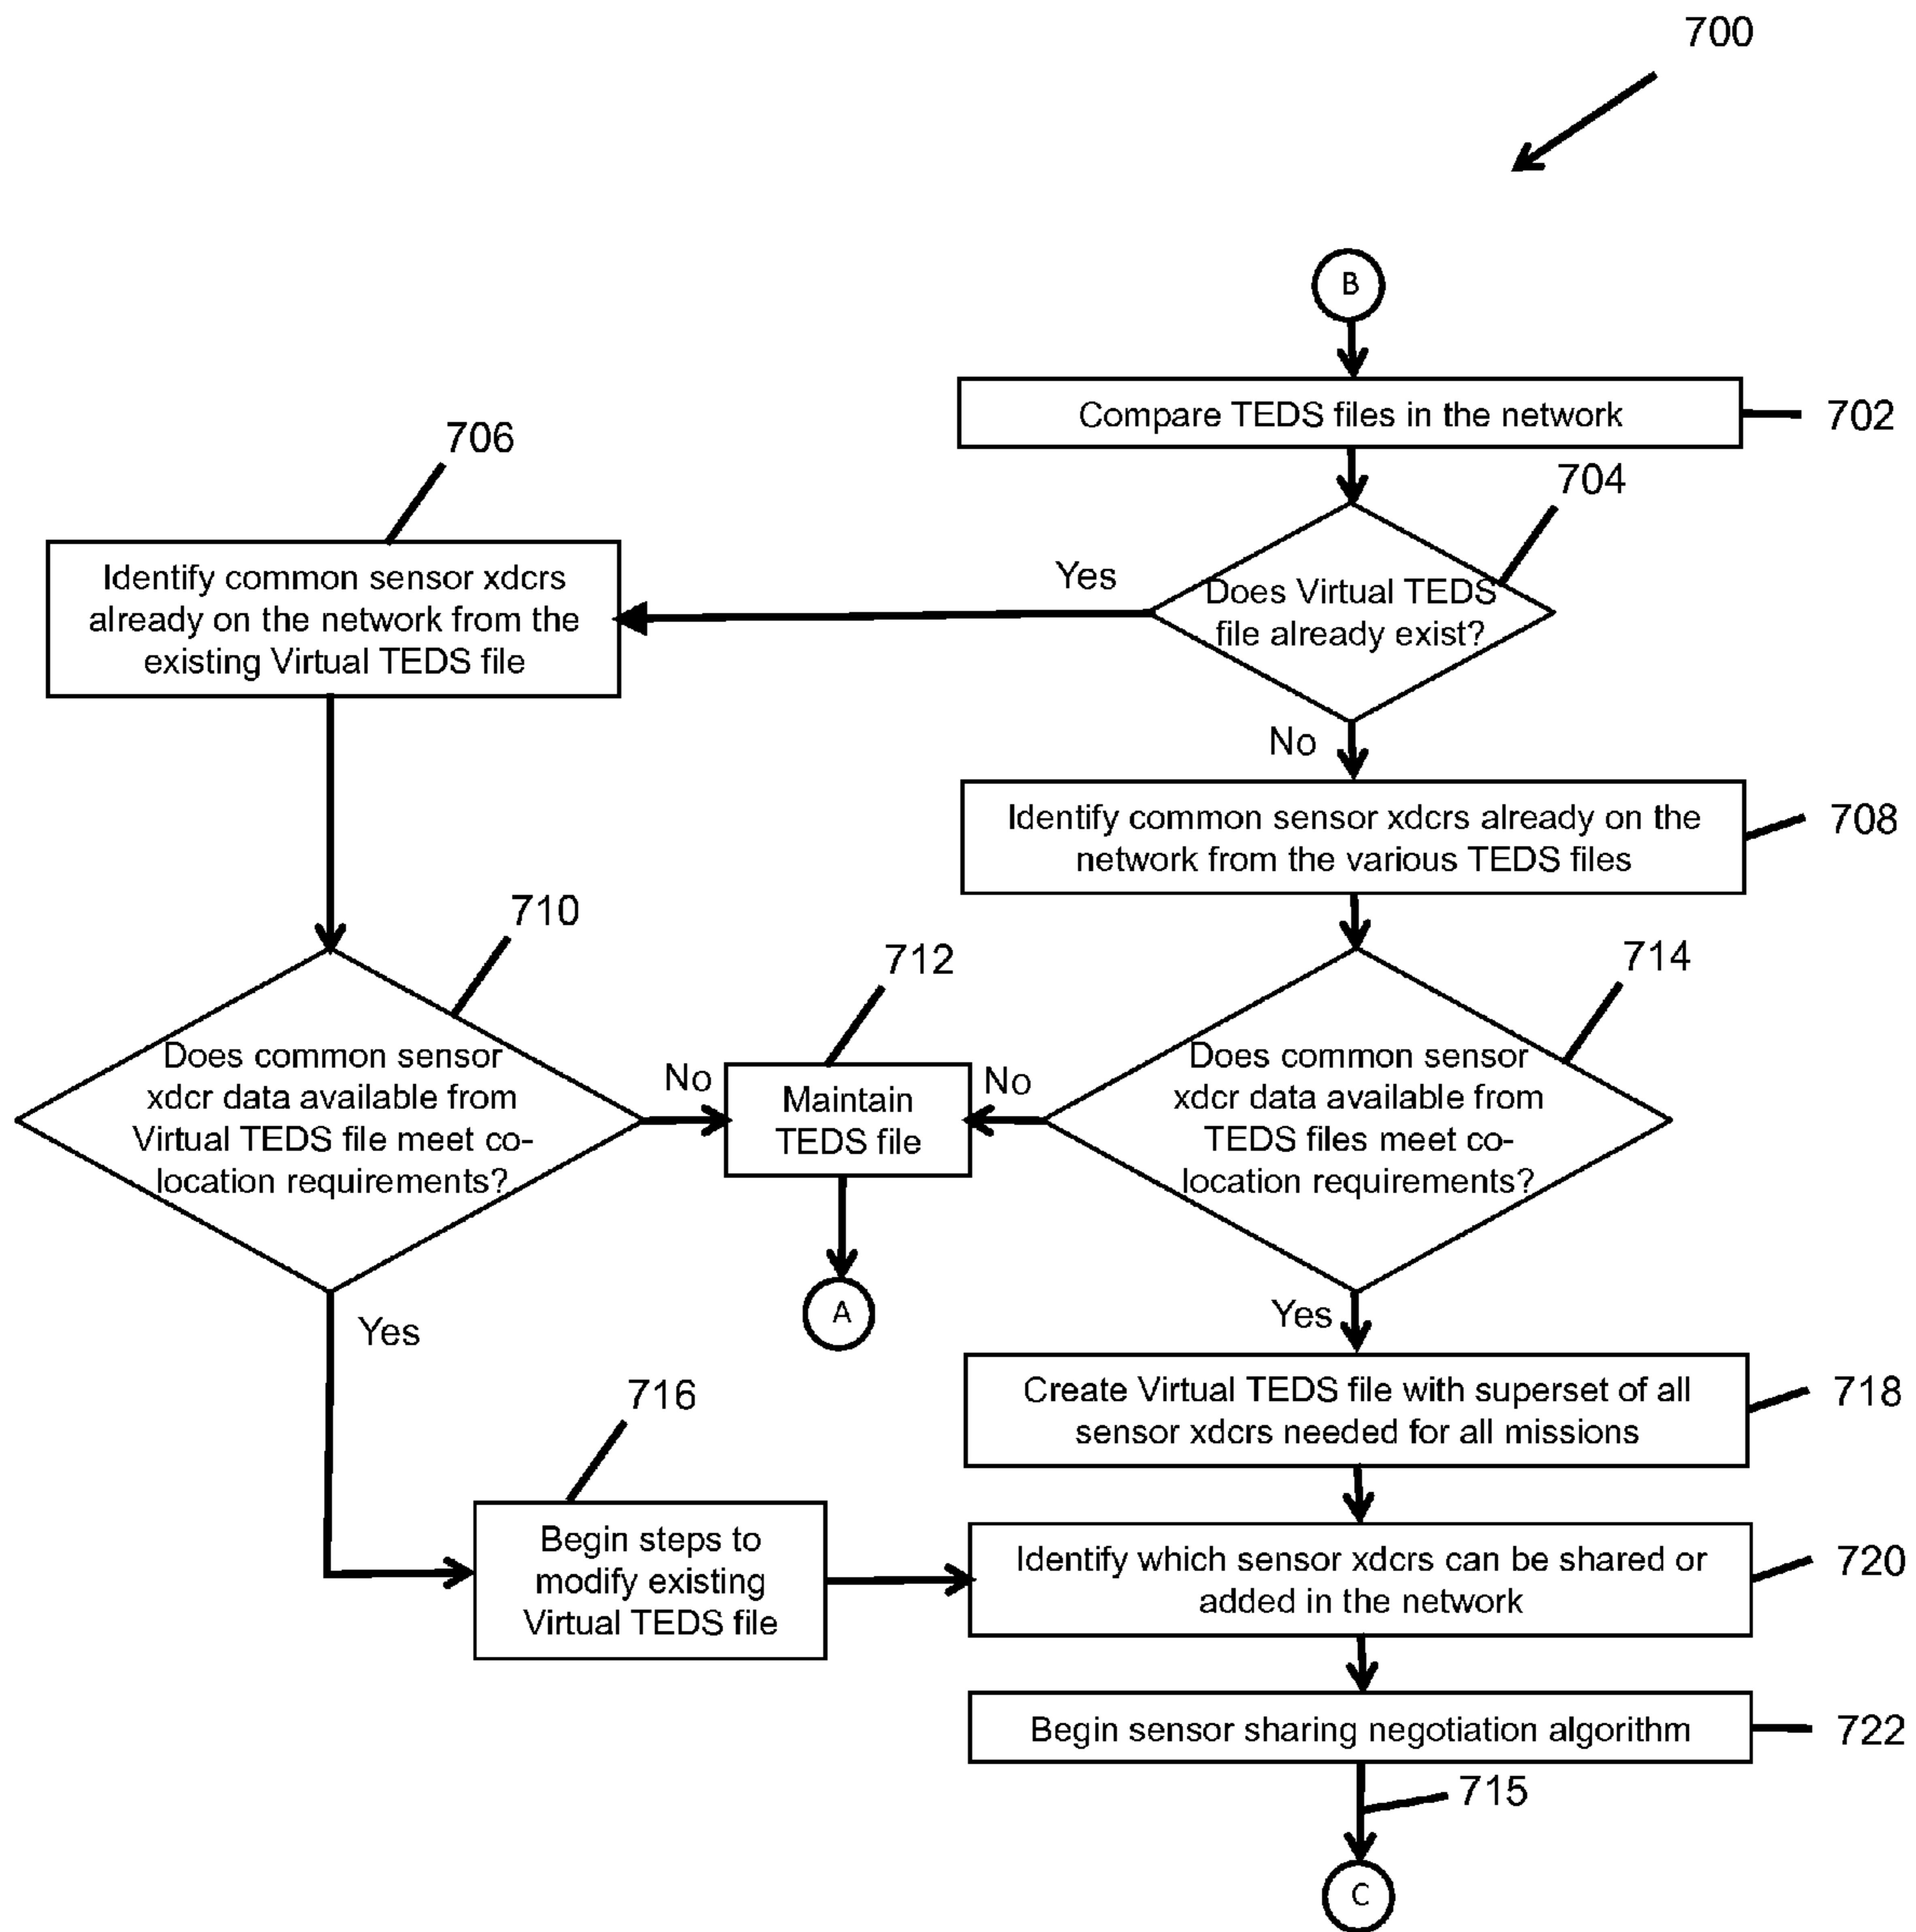 700
B
Compare TEDS files in the network
702
704
Does Virtual TEDS
file already exist?
Yes
No
706
Identify common sensor xdcrs
already on the network from the
existing Virtual TEDS file
Identify common sensor xdcrs already on the
network from the various TEDS files
708
710
Does common sensor
xdcr data available from
Virtual TEDS file meet co-
location requirements?
No
Yes
712
Maintain
TEDS file
A
714
Does common sensor
xdcr data available from
TEDS files meet co-
location requirements?
No
Yes
Create Virtual TEDS file with superset of all
sensor xdcrs needed for all missions
718
716
Begin steps to
modify existing
Virtual TEDS file
Identify which sensor xdcrs can be shared or
added in the network
720
Begin sensor sharing negotiation algorithm
722
715
C